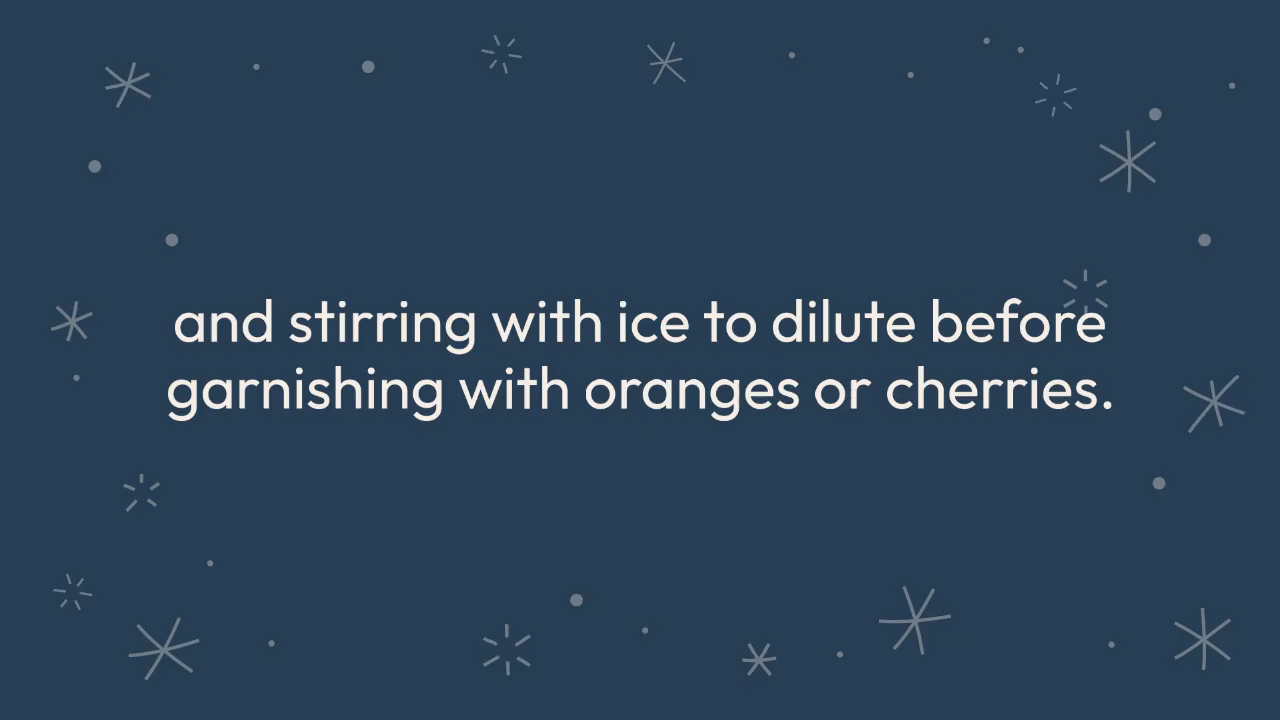 and stirring with ice to dilute before
garnishing with oranges or cherries.